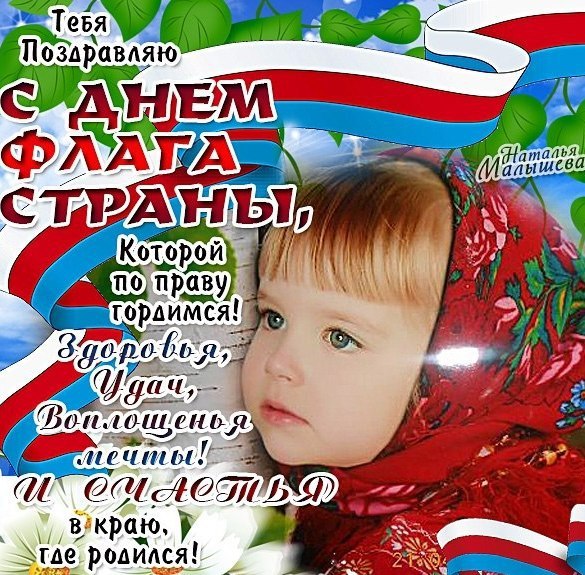 Тебя
Поздравляю
С ДНЕМ
ФЛАГА
СТРАНЫ,
Которой
по праву
гордимся!
Здоровья,
Удач,
Воплощенья
мечты!
И СЧАСТЬЯ
в краю,
где родился!
Наталья
Малышева